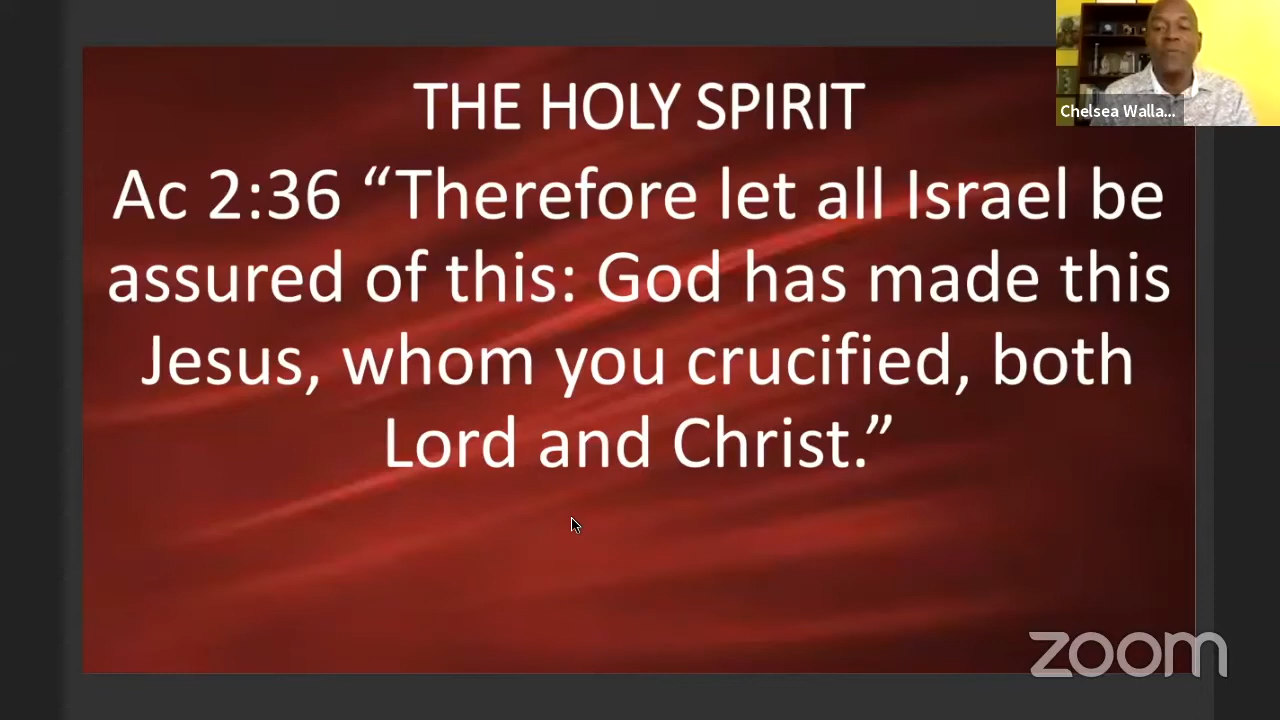 THE HOLY SPIRIT
Ac 2:36 “Therefore let all Israel be
assured of this: God has made this
Jesus, whom you crucified, both
Lord and Christ.”
Chelsea Walla...
zoom